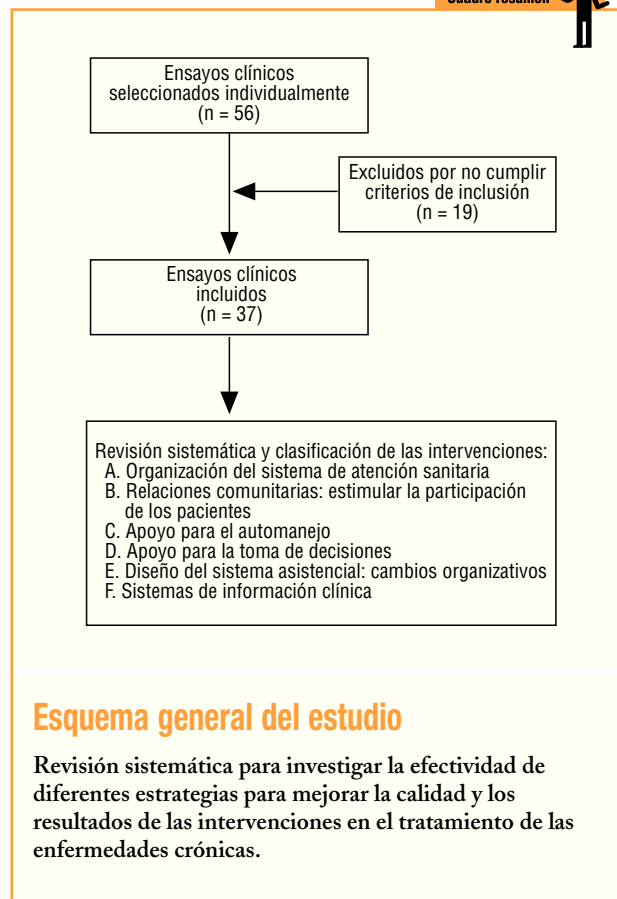 Cuadro resumen
Ensayos clínicos
seleccionados individualmente
(n = 56)
Excluidos por no cumplir
criterios de inclusión
(n = 19)
Ensayos clínicos
incluidos
(n = 37)
Revisión sistemática y clasificación de las intervenciones:
A. Organización del sistema de atención sanitaria
B. Relaciones comunitarias: estimular la participación
de los pacientes
C. Apoyo para el automanejo
D. Apoyo para la toma de decisiones
E. Diseño del sistema asistencial: cambios organizativos
F. Sistemas de información clínica
Esquema general del estudio
Revisión sistemática para investigar la efectividad de
diferentes estrategias para mejorar la calidad y los
resultados de las intervenciones en el tratamiento de las
enfermedades crónicas.